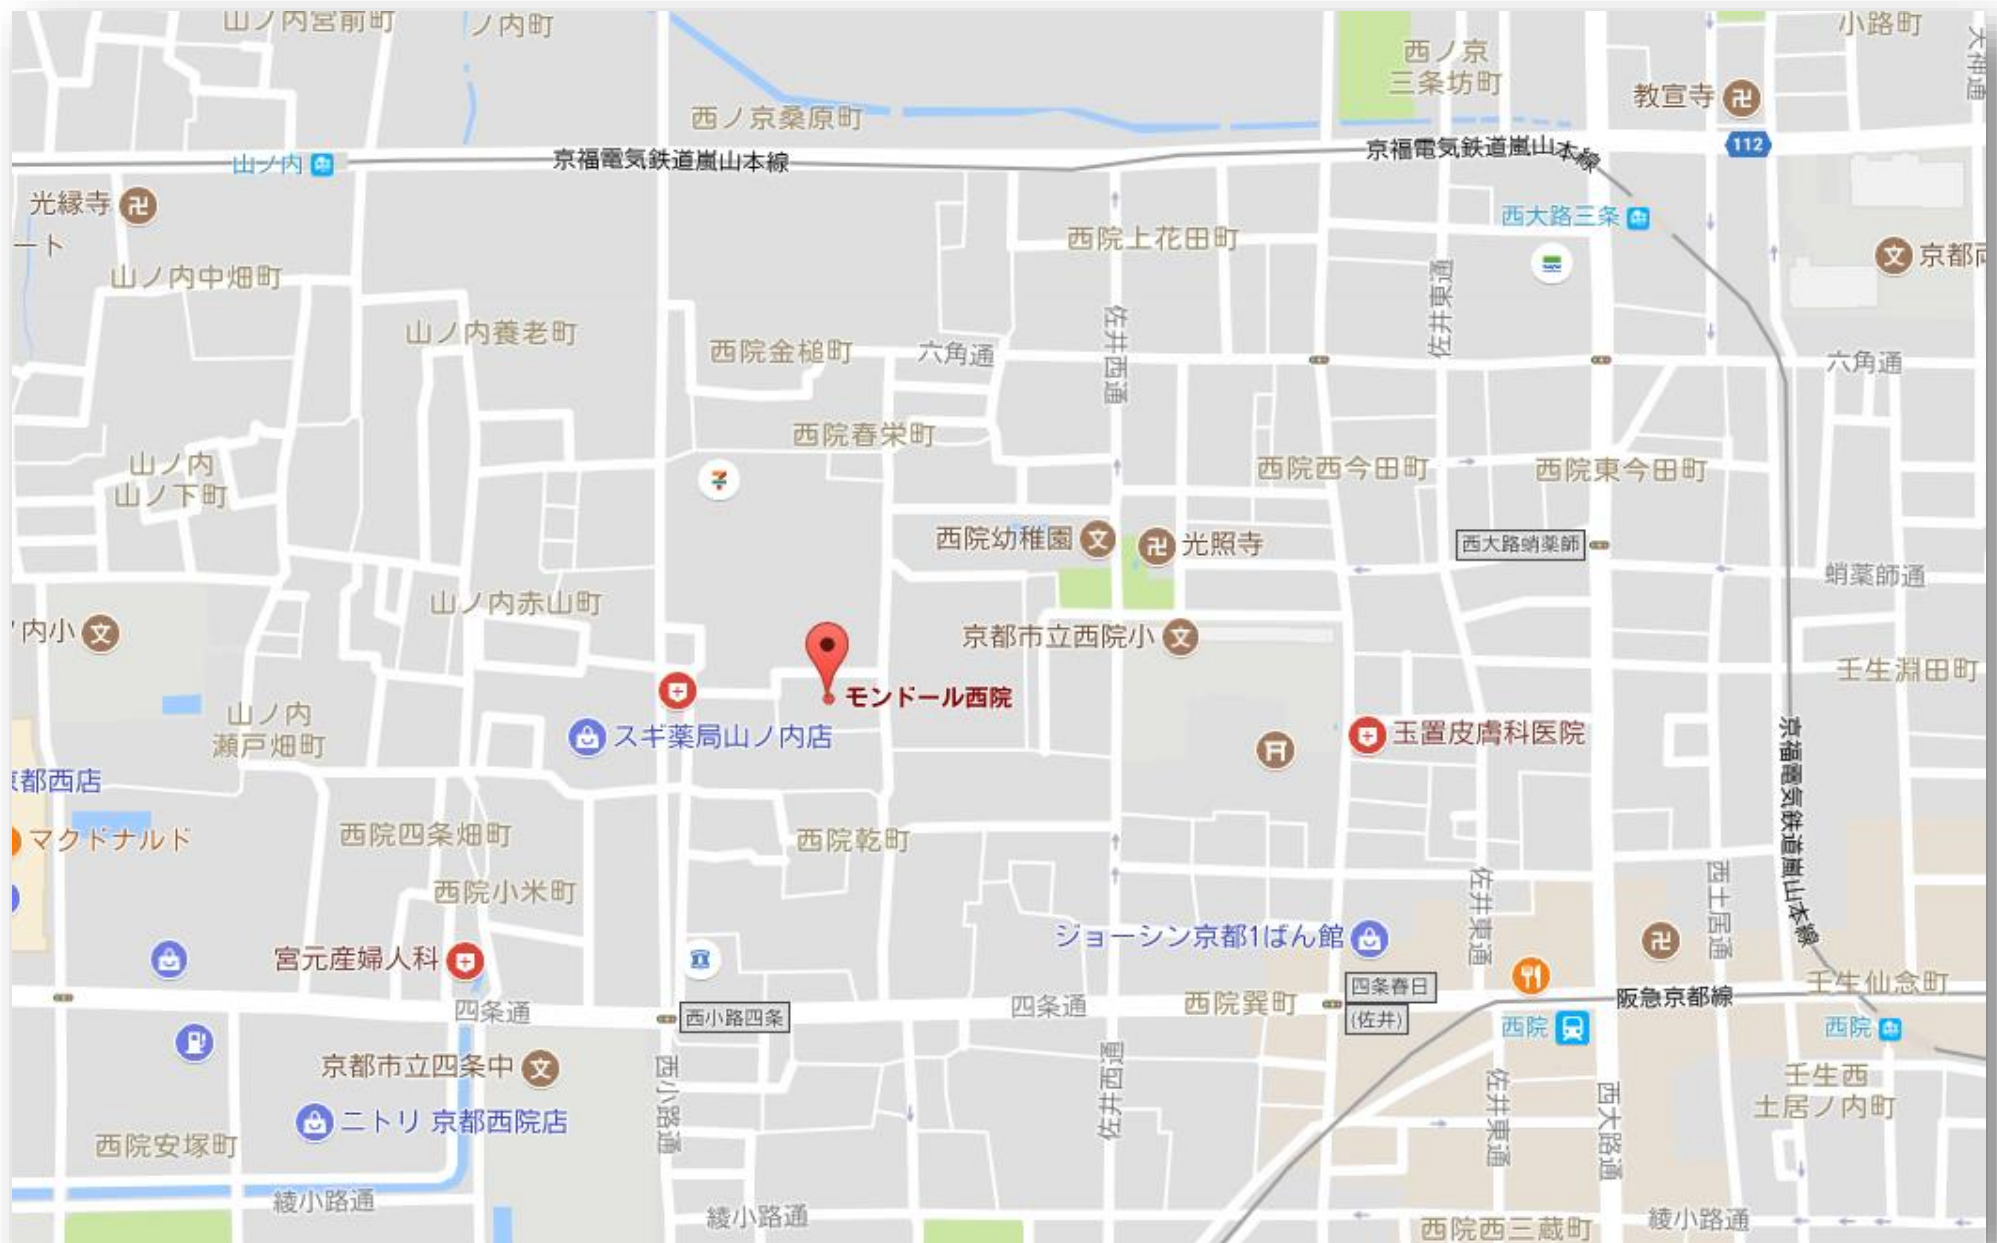 山ノ内宮前町
ノ内町
小路町
西ノ京
三条坊町
天神通
西ノ京桑原町
教宣寺
112
山ノ内
京福電気鉄道嵐山本線
京福電気鉄道嵐山本線
光縁寺
ート
西院上花田町
西大路三条
山ノ内中畑町
京都両
佐井東通
山ノ内養老町
西院金槌町
六角通
佐井西通
六角通
西院春栄町
山ノ内
山ノ下町
西院西今田町
西院東今田町
西院幼稚園
光照寺
西大路蛸薬師
蛸薬師通
山ノ内赤山町
内小
京都市立西院小
壬生淵田町
モンドール西院
山ノ内
瀬戸畑町
スギ薬局山ノ内店
玉置皮膚科医院
京福電気鉄道嵐山本線
都西店
マクドナルド
西院四条畑町
西院乾町
西院小米町
佐井東通
西土居通
ジョーシン京都1ばん館
宮元産婦人科
四条通
西小路四条
四条通
西院巽町
四条春日
(佐井)
阪急京都線
壬生仙念町
西院
西院
京都市立四条中
西小路通
佐井西通
佐井東通
西大路通
壬生西
土居ノ内町
ニトリ 京都西院店
西院安塚町
綾小路通
綾小路通
西院西三蔵町
綾小路通